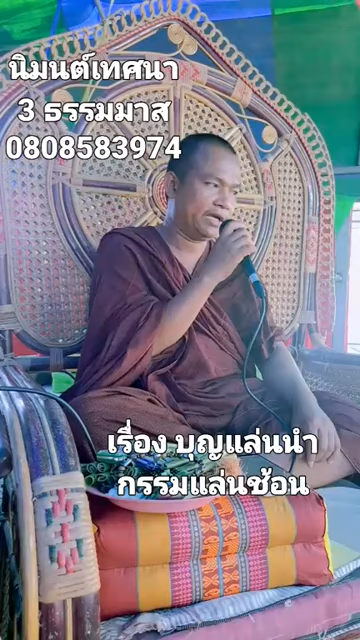 นิมนต์เทศนา
3 ธรรมมาส
0808583974
เรื่อง บุญแล่นนำ
กรรมแล่นซ้อน